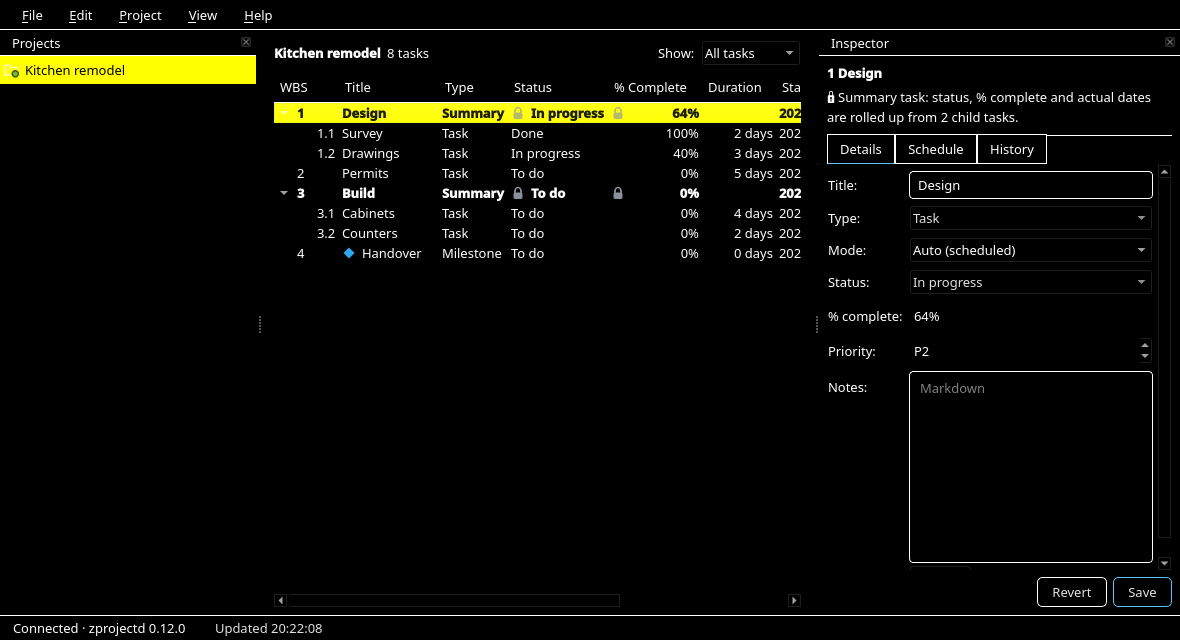 File Edit Project View Help
Projects
Kitchen remodel
Kitchen remodel 8 tasks Show: All tasks
WBS Title Type Status % Complete Duration Sta
1 Design Summary In progress 64% 202
1.1 Survey Task Done 100% 2 days 202
1.2 Drawings Task In progress 40% 3 days 202
2 Permits Task To do 0% 5 days 202
3 Build Summary To do 0% 202
3.1 Cabinets Task To do 0% 4 days 202
3.2 Counters Task To do 0% 2 days 202
4 Handover Milestone To do 0% 0 days 202
Inspector
1 Design
Summary task: status, % complete and actual dates
are rolled up from 2 child tasks.
Details Schedule History
Title: Design
Type: Task
Mode: Auto (scheduled)
Status: In progress
% complete: 64%
Priority: P2
Notes: Markdown
Revert Save
Connected · zprojectd 0.12.0 Updated 20:22:08